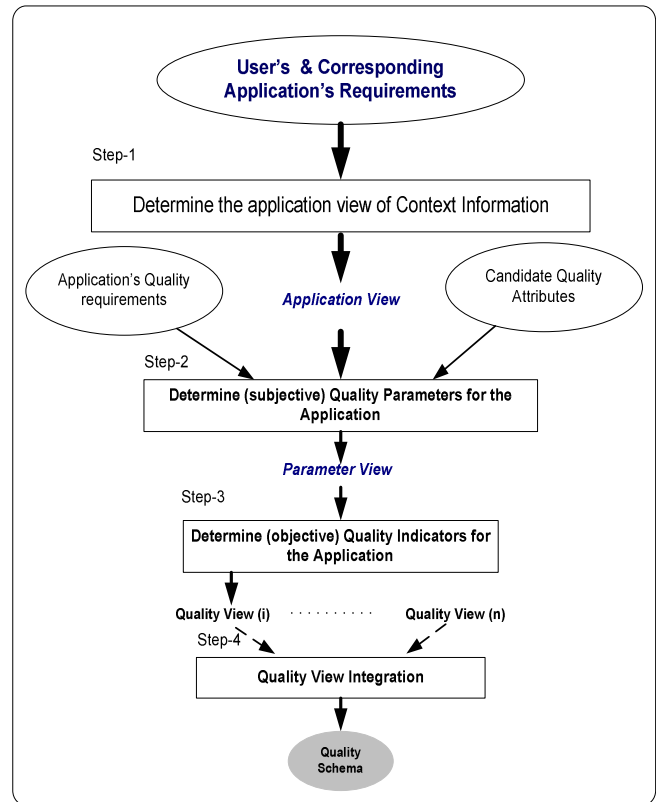 User's & Corresponding
Application's Requirements
Step-1
Determine the application view of Context Information
Application's Quality
requirements
Application View
Candidate Quality
Attributes
Step-2
Determine (subjective) Quality Parameters for the
Application
Parameter View
Step-3
Determine (objective) Quality Indicators for
the Application
Quality View (i) . . . . . . . . . . Quality View (n)
Step-4
Quality View Integration
Quality
Schema